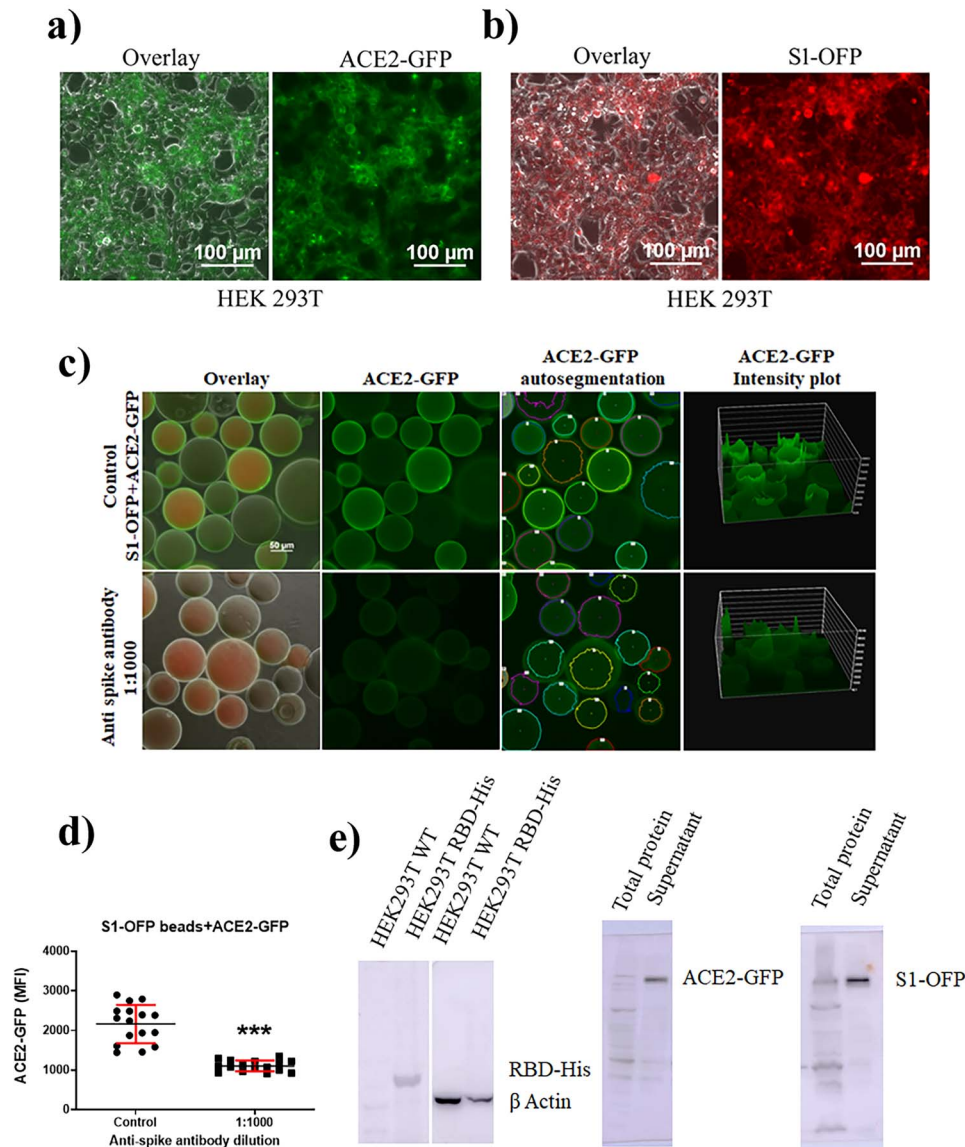 a)
Overlay
ACE2-GFP
100 µm
100 µm
HEK 293T
b)
Overlay
S1-OFP
100 µm
100 µm
HEK 293T
c)
Overlay
ACE2-GFP
ACE2-GFP
autosegmentation
ACE2-GFP
Intensity plot
Control
S1-OFP+ACE2-GFP
50 µm
Anti spike antibody
1:1000
d)
S1-OFP beads+ACE2-GFP
ACE2-GFP (MFI)
4000
3000
2000
1000
0
***
Control
1:1000
Anti-spike antibody dilution
e)
HEK293T WT
HEK293T RBD-His
HEK293T WT
HEK293T RBD-His
RBD-His
β Actin
Total protein
Supernatant
ACE2-GFP
Total protein
Supernatant
S1-OFP